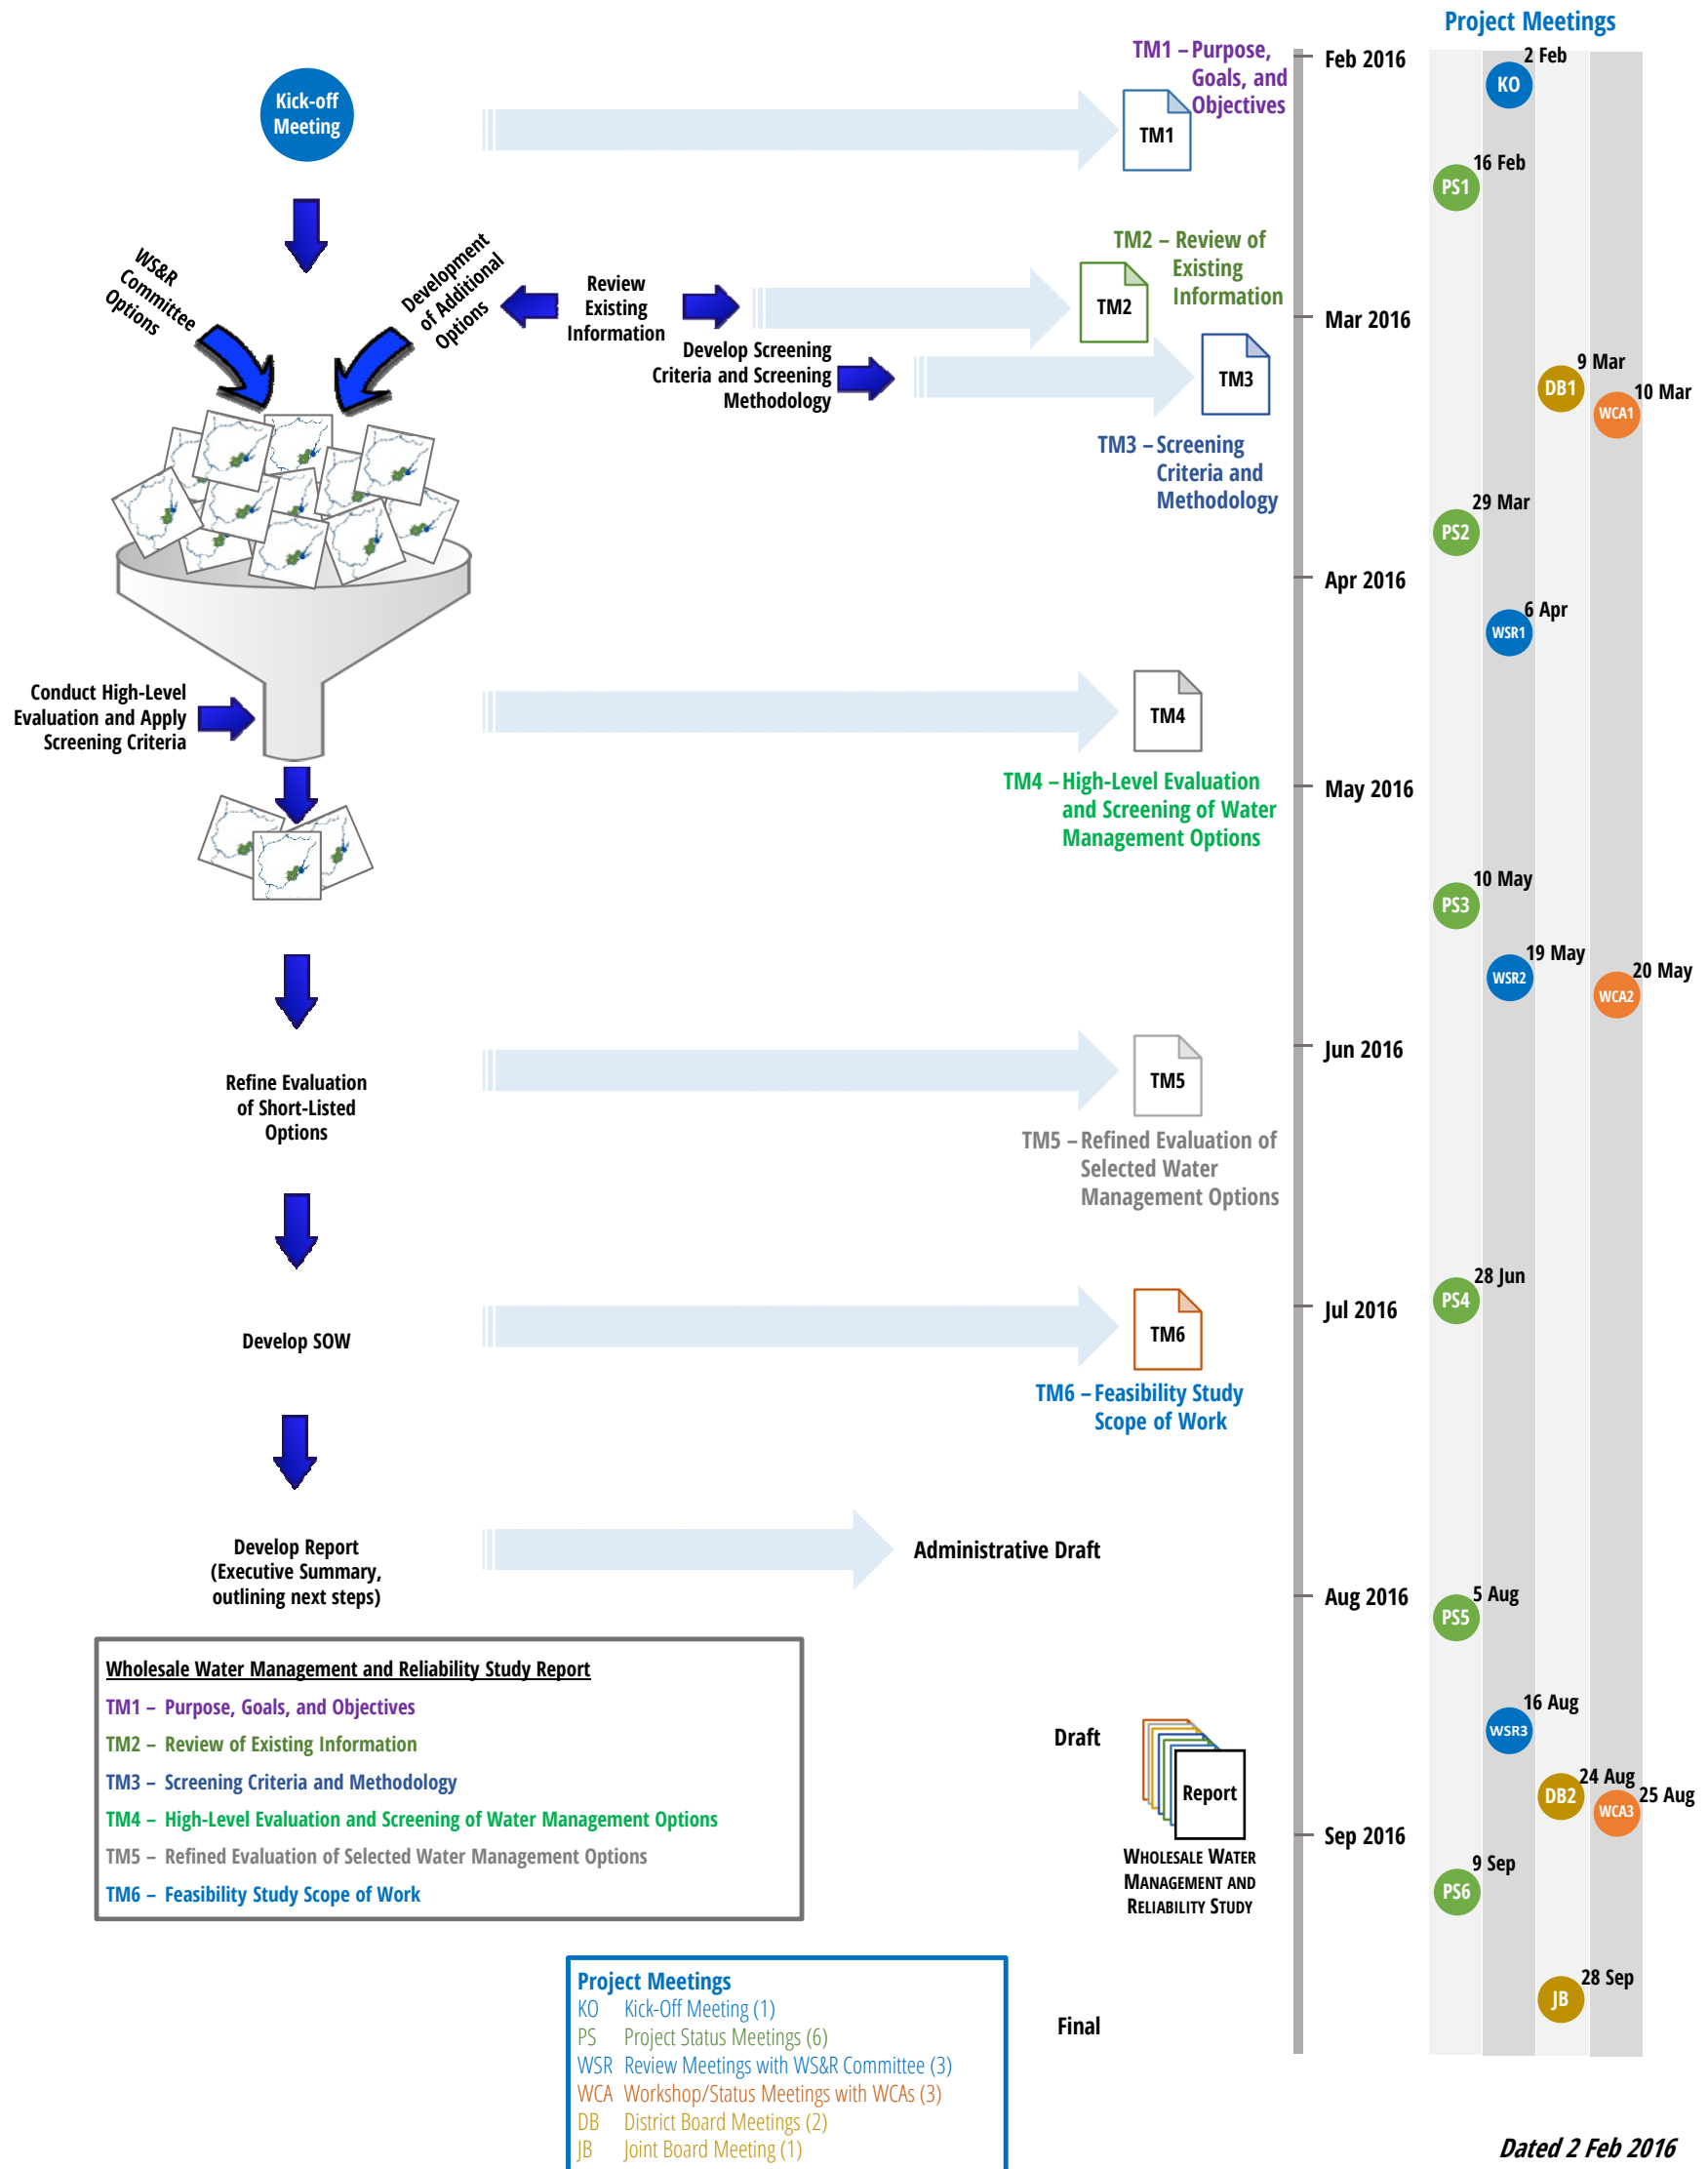 Project Meetings
Kick-off
Meeting
TM1 – Purpose,
Goals, and
Objectives
TM1
Feb 2016
2 Feb
KO
16 Feb
PS1
WS&R
Committee
Options
Development
of Additional
Options
Review
Existing
Information
TM2 – Review of
Existing
Information
TM2
Mar 2016
Develop Screening
Criteria and Screening
Methodology
TM3
TM3 – Screening
Criteria and
Methodology
9 Mar
DB1
10 Mar
WCA1
29 Mar
PS2
Apr 2016
6 Apr
WSR1
Conduct High-Level
Evaluation and Apply
Screening Criteria
TM4
TM4 – High-Level Evaluation
and Screening of Water
Management Options
May 2016
10 May
PS3
19 May
WSR2
20 May
WCA2
Jun 2016
Refine Evaluation
of Short-Listed
Options
TM5
TM5 – Refined Evaluation of
Selected Water
Management Options
28 Jun
PS4
Jul 2016
Develop SOW
TM6
TM6 – Feasibility Study
Scope of Work
Develop Report
(Executive Summary,
outlining next steps)
Administrative Draft
Aug 2016
5 Aug
PS5
Wholesale Water Management and Reliability Study Report
TM1 – Purpose, Goals, and Objectives
TM2 – Review of Existing Information
TM3 – Screening Criteria and Methodology
TM4 – High-Level Evaluation and Screening of Water Management Options
TM5 – Refined Evaluation of Selected Water Management Options
TM6 – Feasibility Study Scope of Work
Draft
Report
WHOLESALE WATER
MANAGEMENT AND
RELIABILITY STUDY
16 Aug
WSR3
24 Aug
DB2
25 Aug
WCA3
Sep 2016
9 Sep
PS6
28 Sep
JB
Final
Project Meetings
KO Kick-Off Meeting (1)
PS Project Status Meetings (6)
WSR Review Meetings with WS&R Committee (3)
WCA Workshop/Status Meetings with WCAs (3)
DB District Board Meetings (2)
JB Joint Board Meeting (1)
Dated 2 Feb 2016